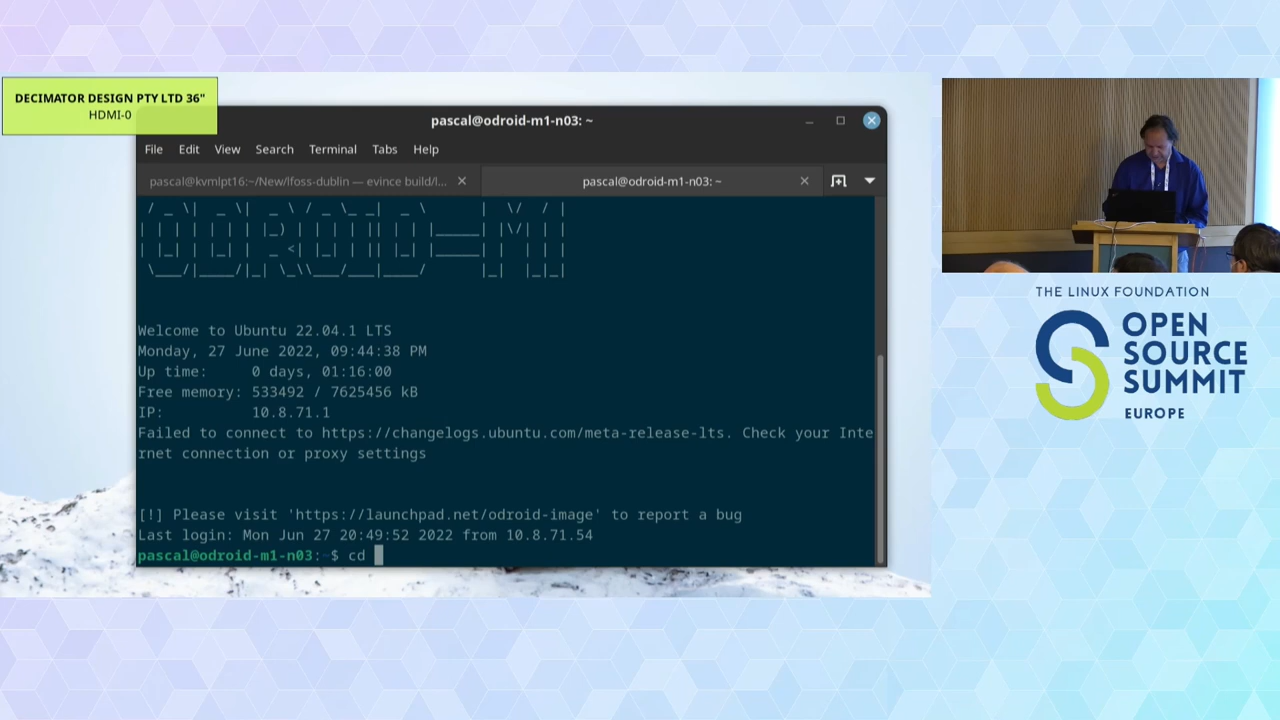 DECIMATOR DESIGN PTY LTD 36"
HDMI-0
pascal@odroid-m1-n03: ~
File Edit View Search Terminal Tabs Help
pascal@kvmlpt16:~/New/lfoss-dublin — evince build/l...
pascal@odroid-m1-n03: ~
Welcome to Ubuntu 22.04.1 LTS
Monday, 27 June 2022, 09:44:38 PM
Up time: 0 days, 01:16:00
Free memory: 533492 / 7625456 kB
IP: 10.8.71.1
Failed to connect to https://changelogs.ubuntu.com/meta-release-lts. Check your Inte
rnet connection or proxy settings
[!] Please visit 'https://launchpad.net/odroid-image' to report a bug
Last login: Mon Jun 27 20:49:52 2022 from 10.8.71.54
pascal@odroid-m1-n03:~$ cd
THE LINUX FOUNDATION
OPEN
SOURCE
SUMMIT
EUROPE